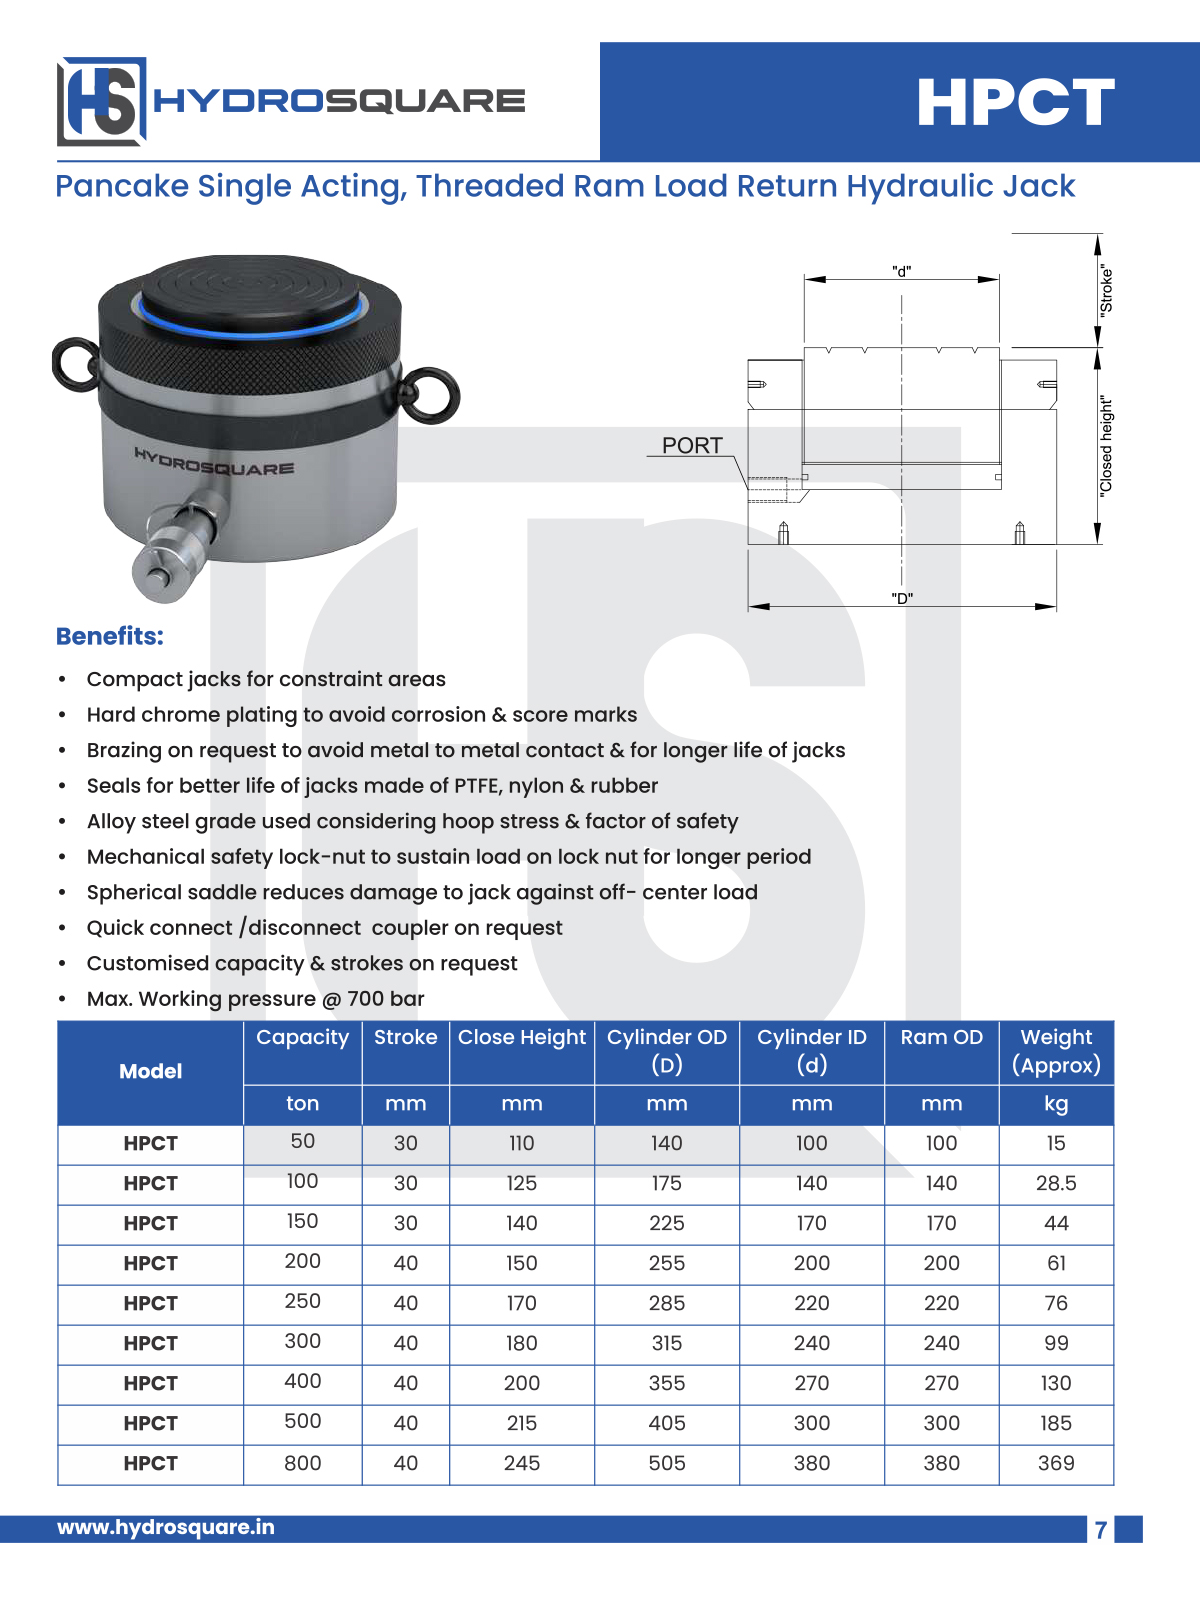 HS HYDROSQUARE
HPCT
Pancake Single Acting, Threaded Ram Load Return Hydraulic Jack
HYDROSQUARE
"d"
"Stroke"
"Closed height"
PORT
"D"
Benefits:
• Compact jacks for constraint areas
• Hard chrome plating to avoid corrosion & score marks
• Brazing on request to avoid metal to metal contact & for longer life of jacks
• Seals for better life of jacks made of PTFE, nylon & rubber
• Alloy steel grade used considering hoop stress & factor of safety
• Mechanical safety lock-nut to sustain load on lock nut for longer period
• Spherical saddle reduces damage to jack against off- center load
• Quick connect /disconnect  coupler on request
• Customised capacity & strokes on request
• Max. Working pressure @ 700 bar
Model Capacity Stroke Close Height Cylinder OD (D) Cylinder ID (d) Ram OD Weight (Approx)
ton mm mm mm mm mm kg
HPCT 50 30 110 140 100 100 15
HPCT 100 30 125 175 140 140 28.5
HPCT 150 30 140 225 170 170 44
HPCT 200 40 150 255 200 200 61
HPCT 250 40 170 285 220 220 76
HPCT 300 40 180 315 240 240 99
HPCT 400 40 200 355 270 270 130
HPCT 500 40 215 405 300 300 185
HPCT 800 40 245 505 380 380 369
www.hydrosquare.in
7